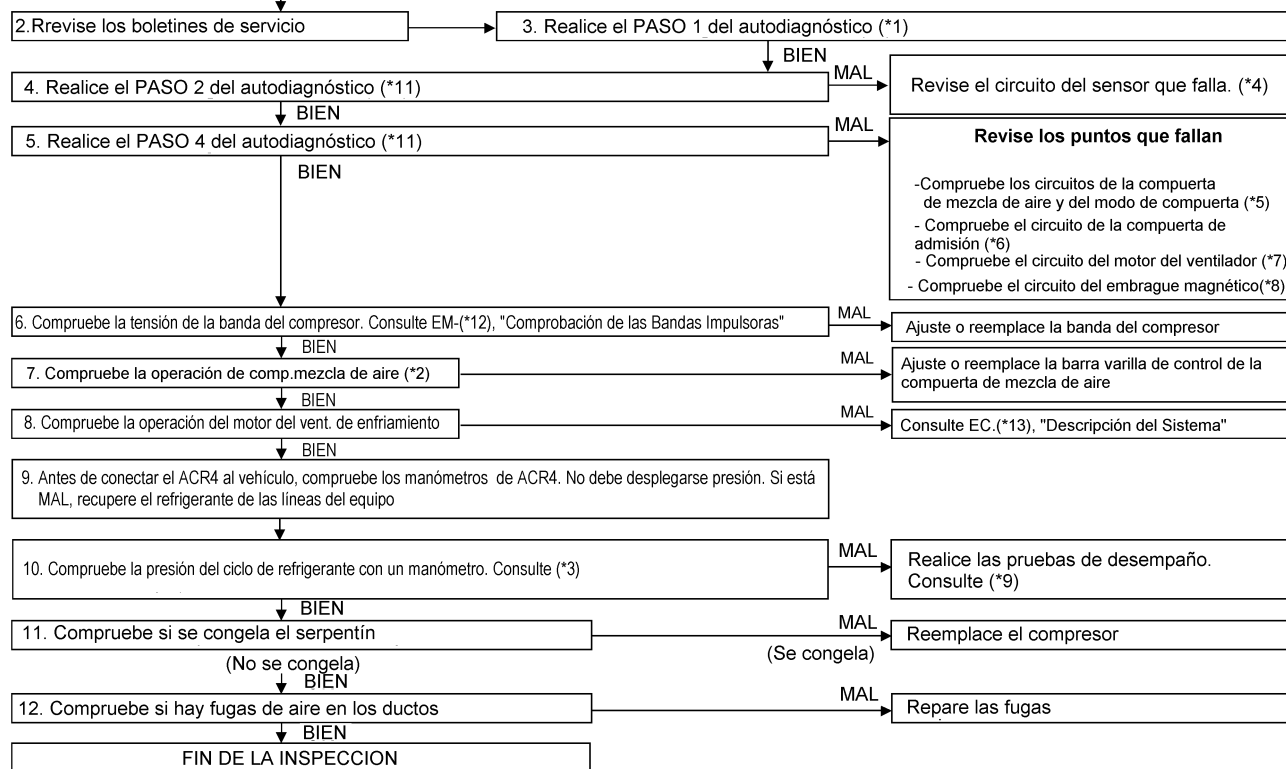 2.Rrevise los boletines de servicio
3. Realice el PASO 1 del autodiagnóstico (*1)
BIEN
4. Realice el PASO 2 del autodiagnóstico (*11)
MAL
Revise el circuito del sensor que falla. (*4)
BIEN
5. Realice el PASO 4 del autodiagnóstico (*11)
MAL
Revise los puntos que fallan
-Compruebe los circuitos de la compuerta
de mezcla de aire y del modo de compuerta (*5)
- Compruebe el circuito de la compuerta de
admisión (*6)
- Compruebe el circuito del motor del ventilador (*7)
- Compruebe el circuito del embrague magnético(*8)
BIEN
6. Compruebe la tensión de la banda del compresor. Consulte EM-(*12), "Comprobación de las Bandas Impulsoras"
MAL
Ajuste o reemplace la banda del compresor
BIEN
7. Compruebe la operación de comp.mezcla de aire (*2)
MAL
Ajuste o reemplace la barra varilla de control de la
compuerta de mezcla de aire
BIEN
8. Compruebe la operación del motor del vent. de enfriamiento
MAL
Consulte EC.(*13), "Descripción del Sistema"
BIEN
9. Antes de conectar el ACR4 al vehículo, compruebe los manómetros de ACR4. No debe desplegarse presión. Si está
MAL, recupere el refrigerante de las líneas del equipo
10. Compruebe la presión del ciclo de refrigerante con un manómetro. Consulte (*3)
MAL
Realice las pruebas de desempaño.
Consulte (*9)
BIEN
11. Compruebe si se congela el serpentín
MAL
(Se congela)
Reemplace el compresor
(No se congela)
BIEN
12. Compruebe si hay fugas de aire en los ductos
MAL
Repare las fugas
BIEN
FIN DE LA INSPECCION